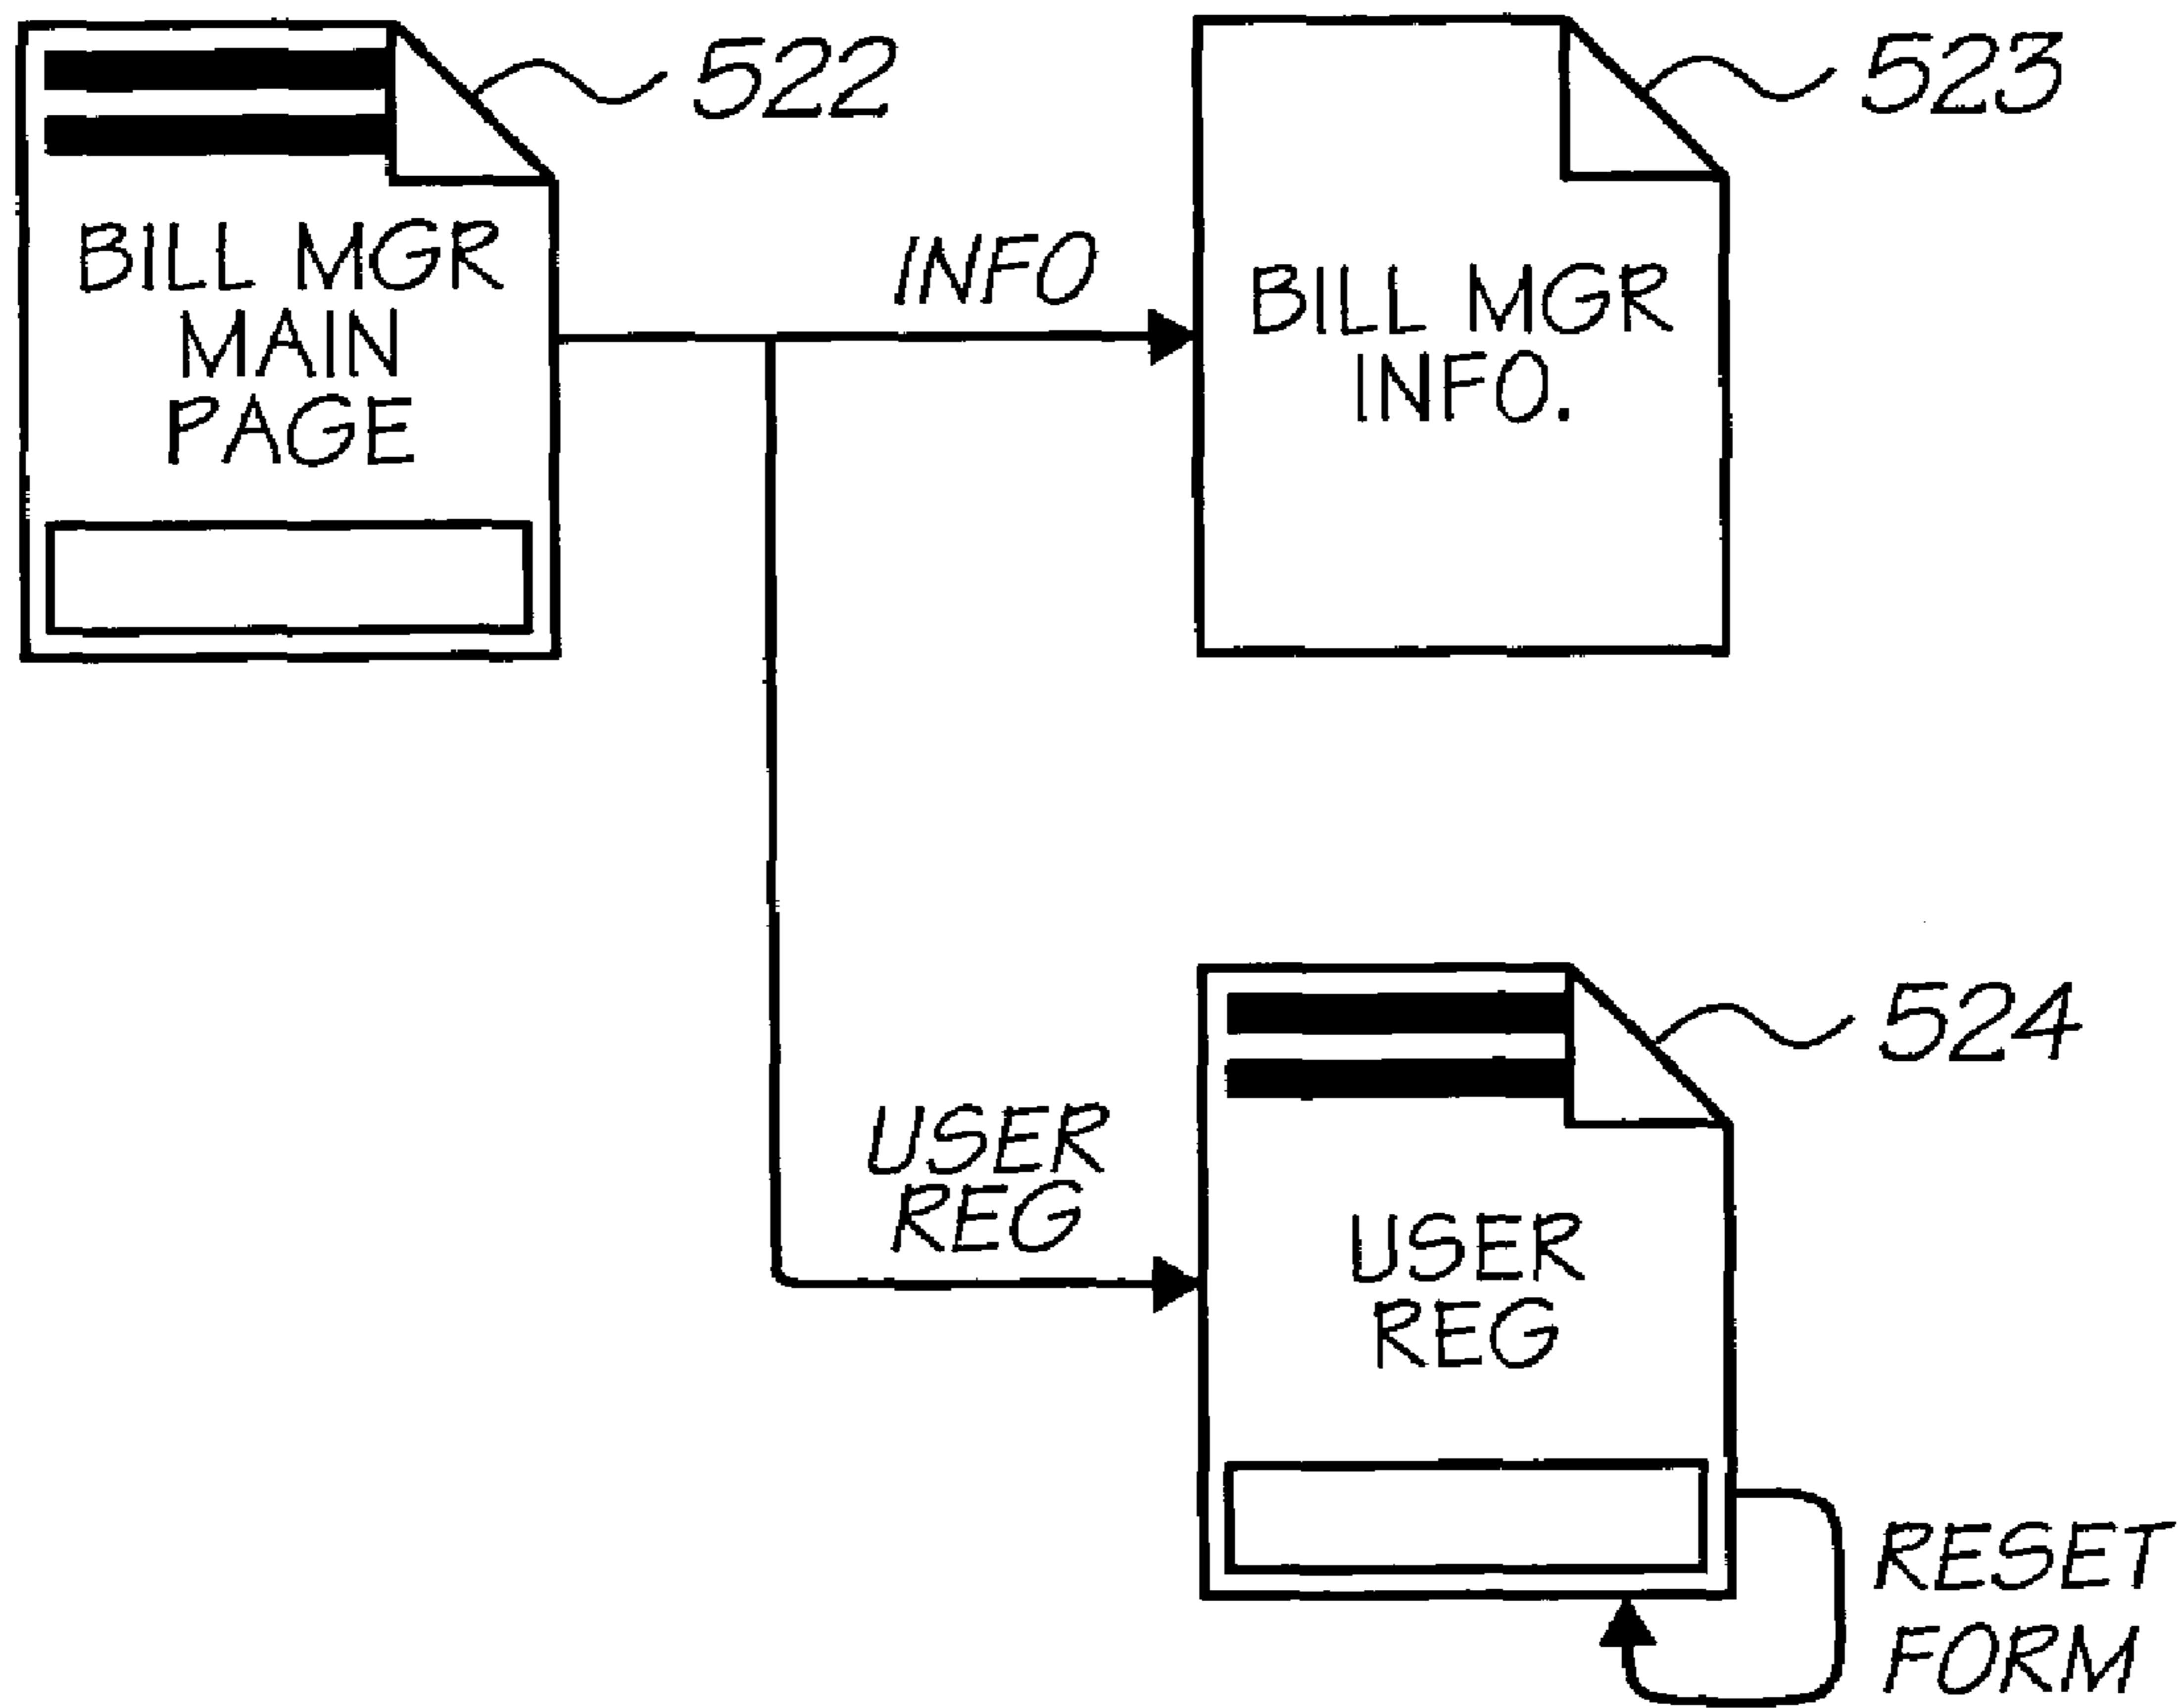 522
BILL MGR
MAIN
PAGE
INFO
523
BILL MGR
INFO.
USER
REG
524
USER
REG
RESET
FORM